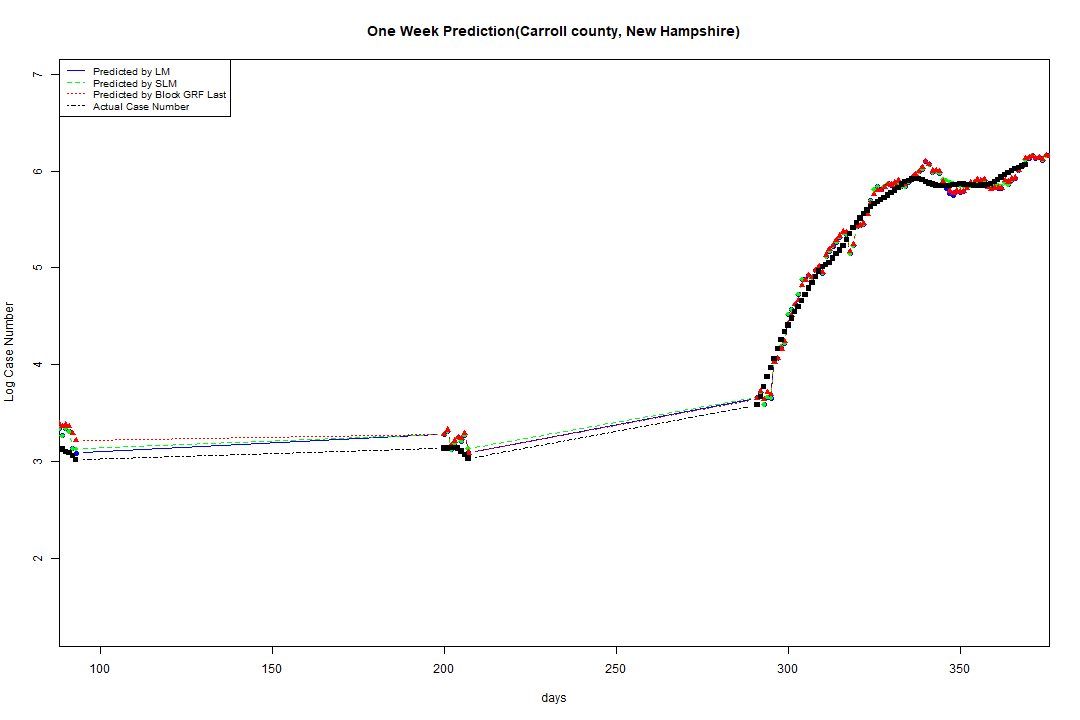 One Week Prediction(Carroll county, New Hampshire)
Predicted by LM
Predicted by SLM
Predicted by Block GRF Last
Actual Case Number
7
6
5
4
3
2
Log Case Number
100 150 200 250 300 350
days